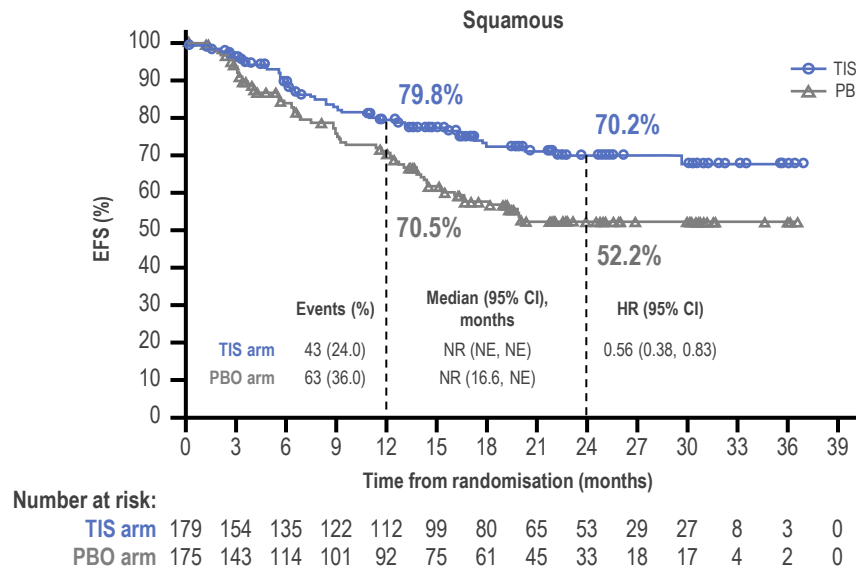 Squamous
100
90
80
70
60
50
40
30
20
80
10
0
EFS (%)
TIS
PB
79.8%
70.2%
70.5%
52.2%
Events (%) Median (95% CI), months HR (95% CI)
TIS arm 43 (24.0) NR (NE, NE) 0.56 (0.38, 0.83)
PBO arm 63 (36.0) NR (16.6, NE)
0 3 6 9 12 15 18 21 24 27 30 33 36 39
Time from randomisation (months)
Number at risk:
TIS arm 179 154 135 122 112 99 80 65 53 29 27 8 3 0
PBO arm 175 143 114 101 92 75 61 45 33 18 17 4 2 0